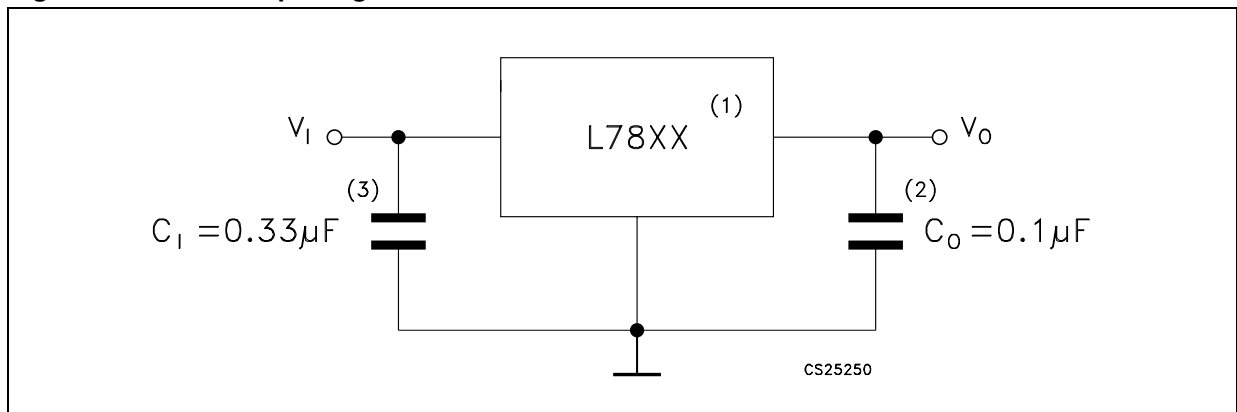 (1)
V_I
L78XX
V_O
(3)
(2)
C_I =0.33μF
C_O =0.1μF
CS25250